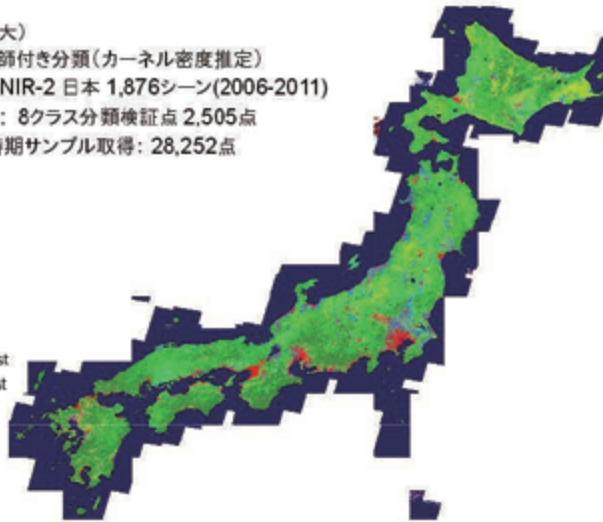 大）
師付き分類（カーネル密度推定）
NIR-2 日本 1,876シーン(2006-2011)
： 8クラス分類検証点 2,505点
期サンプル取得： 28,252点
st
st